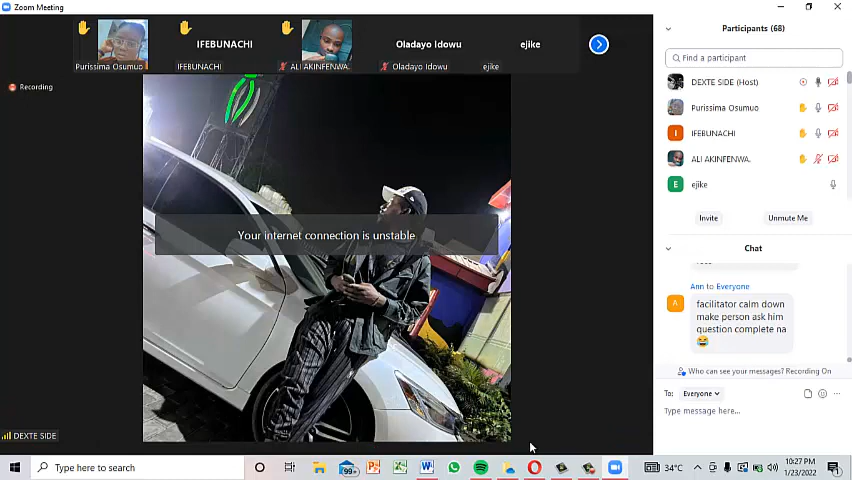 Zoom Meeting
Purissima Osumuo
IFEBUNACHI
IFEBUNACHI
ALI AKINFENWA.
Oladayo Idowu
Oladayo Idowu
ejike
ejike
Recording
Your internet connection is unstable
DEXTE SIDE
Participants (68)
Find a participant
DEXTE SIDE (Host)
Purissima Osumuo
I
IFEBUNACHI
ALI AKINFENWA.
E
ejike
Invite
Unmute Me
Chat
Ann to Everyone
A
facilitator calm down
make person ask him
question complete na
😂
Who can see your messages? Recording On
To:
Everyone
Type message here...
Type here to search
99+
34°C
10:27 PM
1/23/2022
1